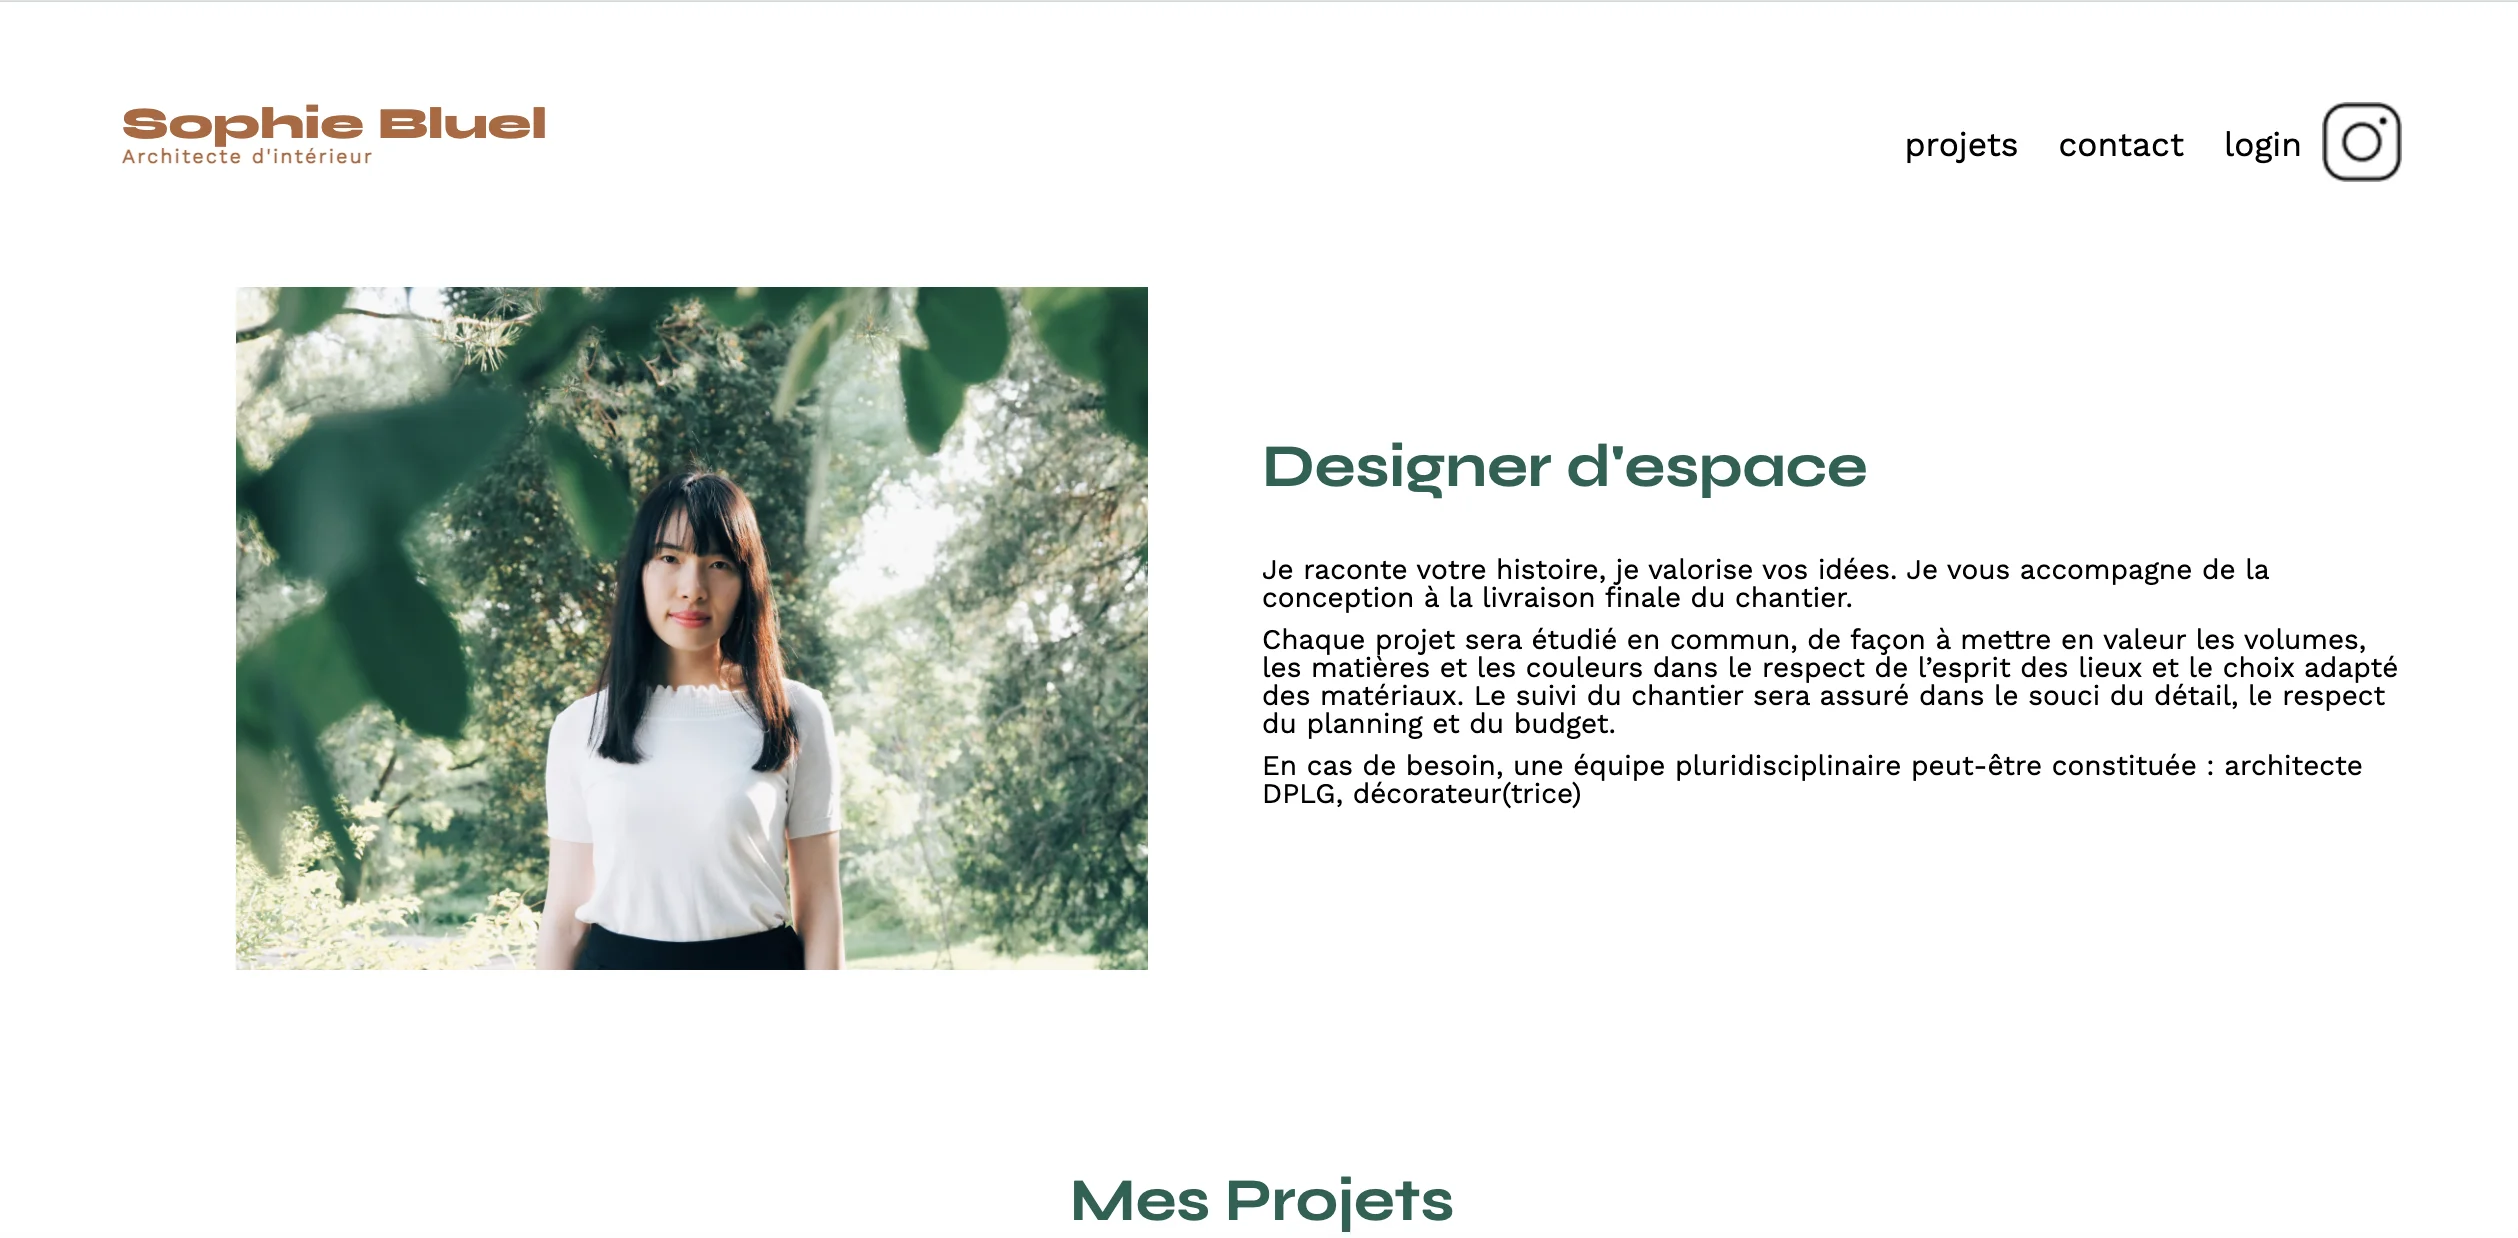 Sophie Bluel
Architecte d'intérieur
projets contact login
Designer d'espace
Je raconte votre histoire, je valorise vos idées. Je vous accompagne de la
conception à la livraison finale du chantier.
Chaque projet sera étudié en commun, de façon à mettre en valeur les volumes,
les matières et les couleurs dans le respect de l’esprit des lieux et le choix adapté
des matériaux. Le suivi du chantier sera assuré dans le souci du détail, le respect
du planning et du budget.
En cas de besoin, une équipe pluridisciplinaire peut-être constituée : architecte
DPLG, décorateur(trice)
Mes Projets